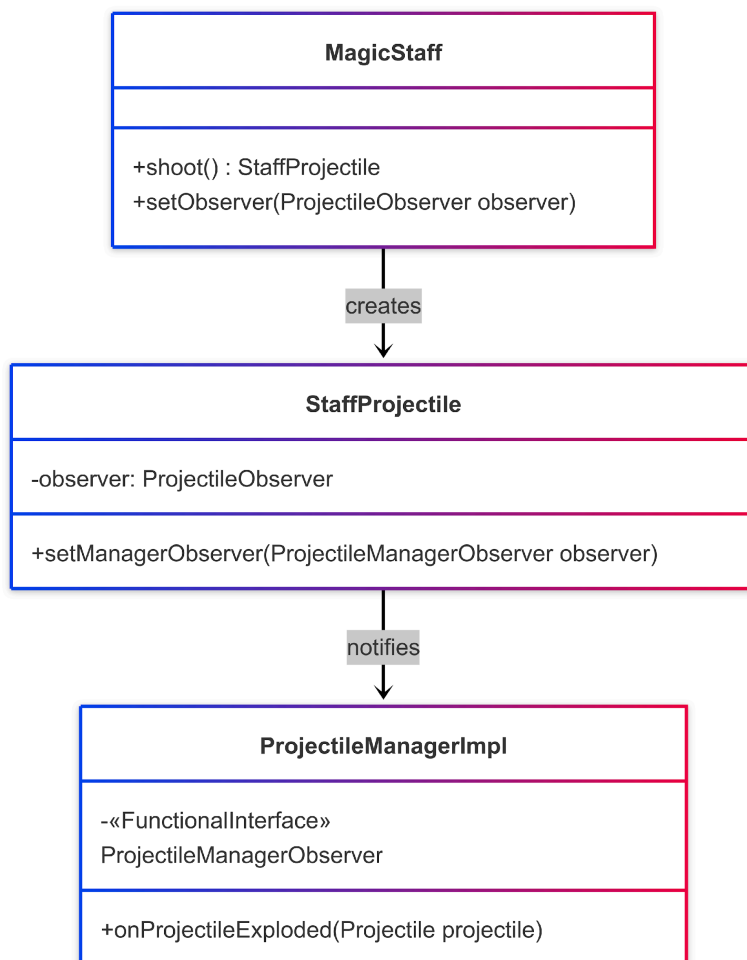 MagicStaff
+shoot() : StaffProjectile
+setObserver(ProjectileObserver observer)
creates
StaffProjectile
-observer: ProjectileObserver
+setManagerObserver(ProjectileManagerObserver observer)
notifies
ProjectileManagerImpl
-«FunctionalInterface»
ProjectileManagerObserver
+onProjectileExploded(Projectile projectile)